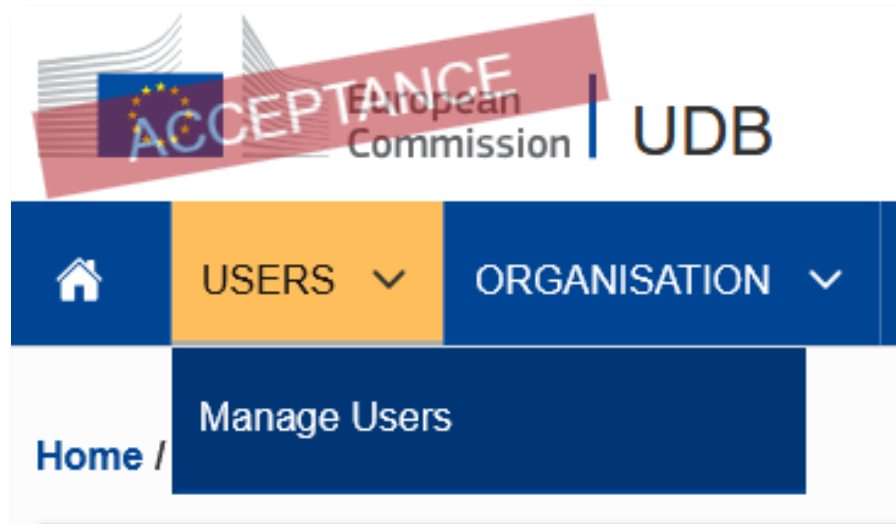 ACCEPTANCE
European
Commission
UDB
USERS
ORGANISATION
Manage Users
Home /